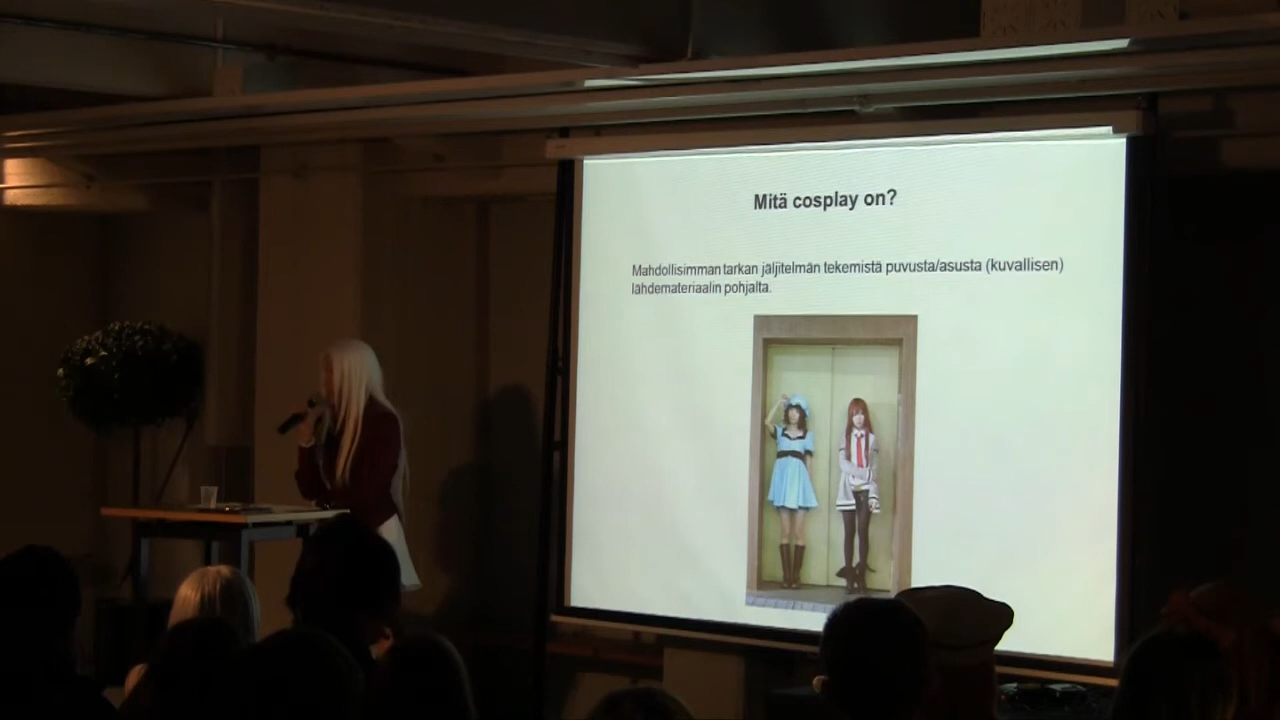 Mitä cosplay on?
Mahdollisimman tarkan jäljitelmän tekemistä puvusta/asusta (kuvallisen)
lähdemateriaalin pohjalta.